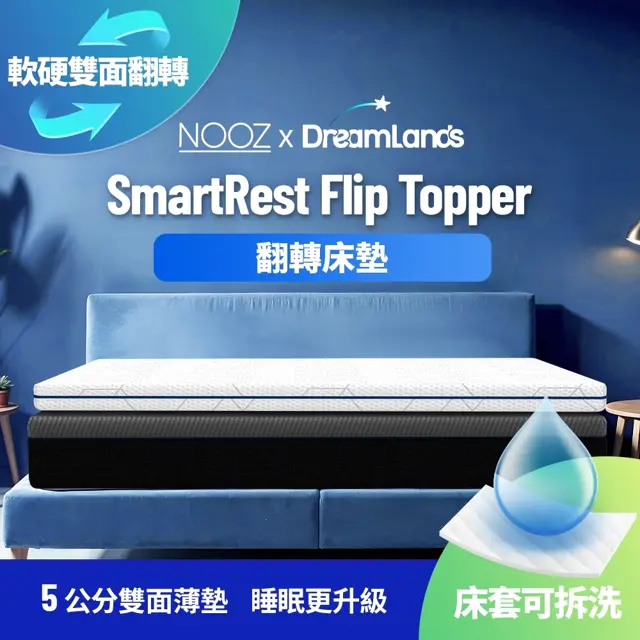 軟硬雙面翻轉
NOOZ x DreamLands
SmartRest Flip Topper
翻轉床墊
5 公分雙面薄墊 睡眠更升級
床套可拆洗